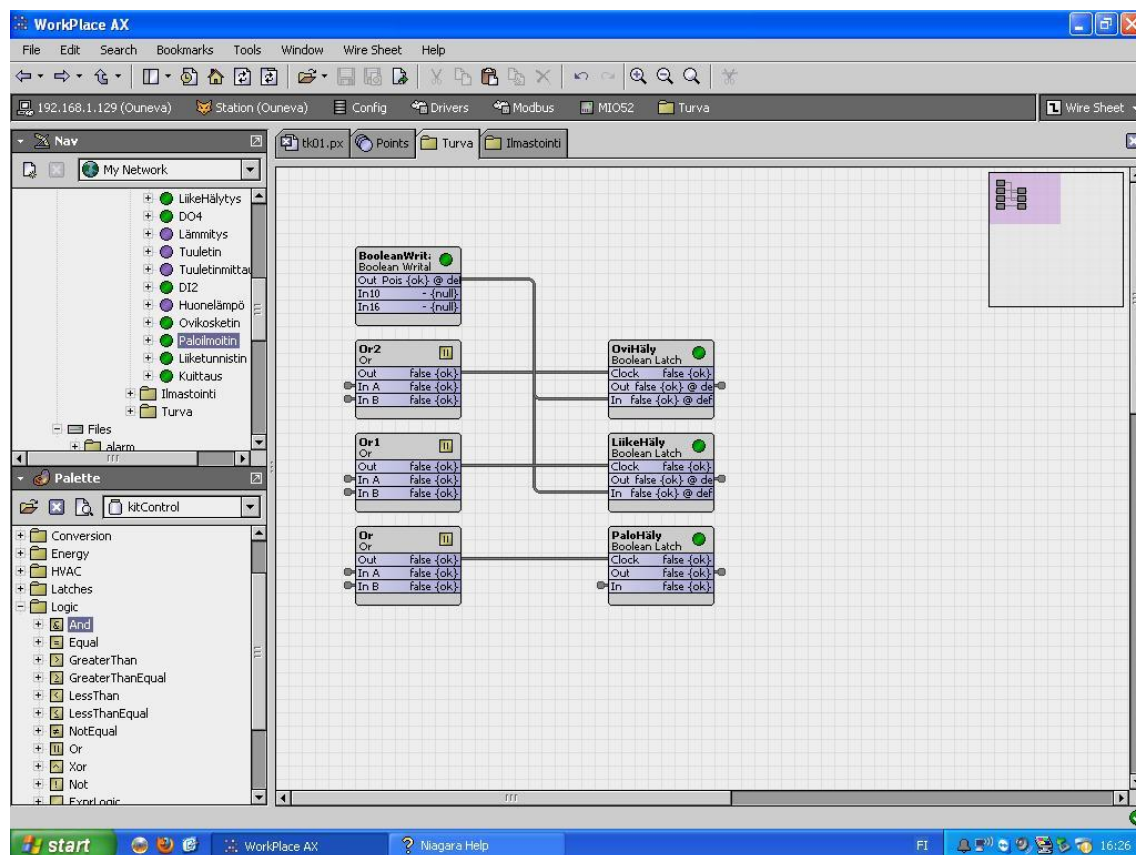 WorkPlace AX
File Edit Search Bookmarks Tools Window Wire Sheet Help
192.168.1.129 (Ouneva) Station (Ouneva) Config Drivers Modbus MIO52 Turva Wire Sheet
Nav
My Network
LiikeHälytys
DO4
Lämmitys
Tuuletin
Tuuletinmittau
DI2
Huonelämpö
Ovikosketin
Paloilmoitin
Liiketunnistin
Kuittaus
Ilmastointi
Turva
Files
alarm
Palette
kitControl
Conversion
Energy
HVAC
Latches
Logic
And
Equal
GreaterThan
GreaterThanEqual
LessThan
LessThanEqual
NotEqual
Or
Xor
Not
ExprLogic
tk01.px Points Turva Ilmastointi
BooleanWrit:
Boolean Writal
Out Pois {ok} @ def
In10 - {null}
In16 - {null}
Or2
Or
Out false {ok}
In A false {ok}
In B false {ok}
OviHäly
Boolean Latch
Clock false {ok}
Out false {ok} @ de
In false {ok} @ def
Or1
Or
Out false {ok}
In A false {ok}
In B false {ok}
LiikeHäly
Boolean Latch
Clock false {ok}
Out false {ok} @ de
In false {ok} @ def
Or
Or
Out false {ok}
In A false {ok}
In B false {ok}
PaloHäly
Boolean Latch
Clock false {ok}
Out false {ok}
In false {ok}
start WorkPlace AX Niagara Help FI 16:26